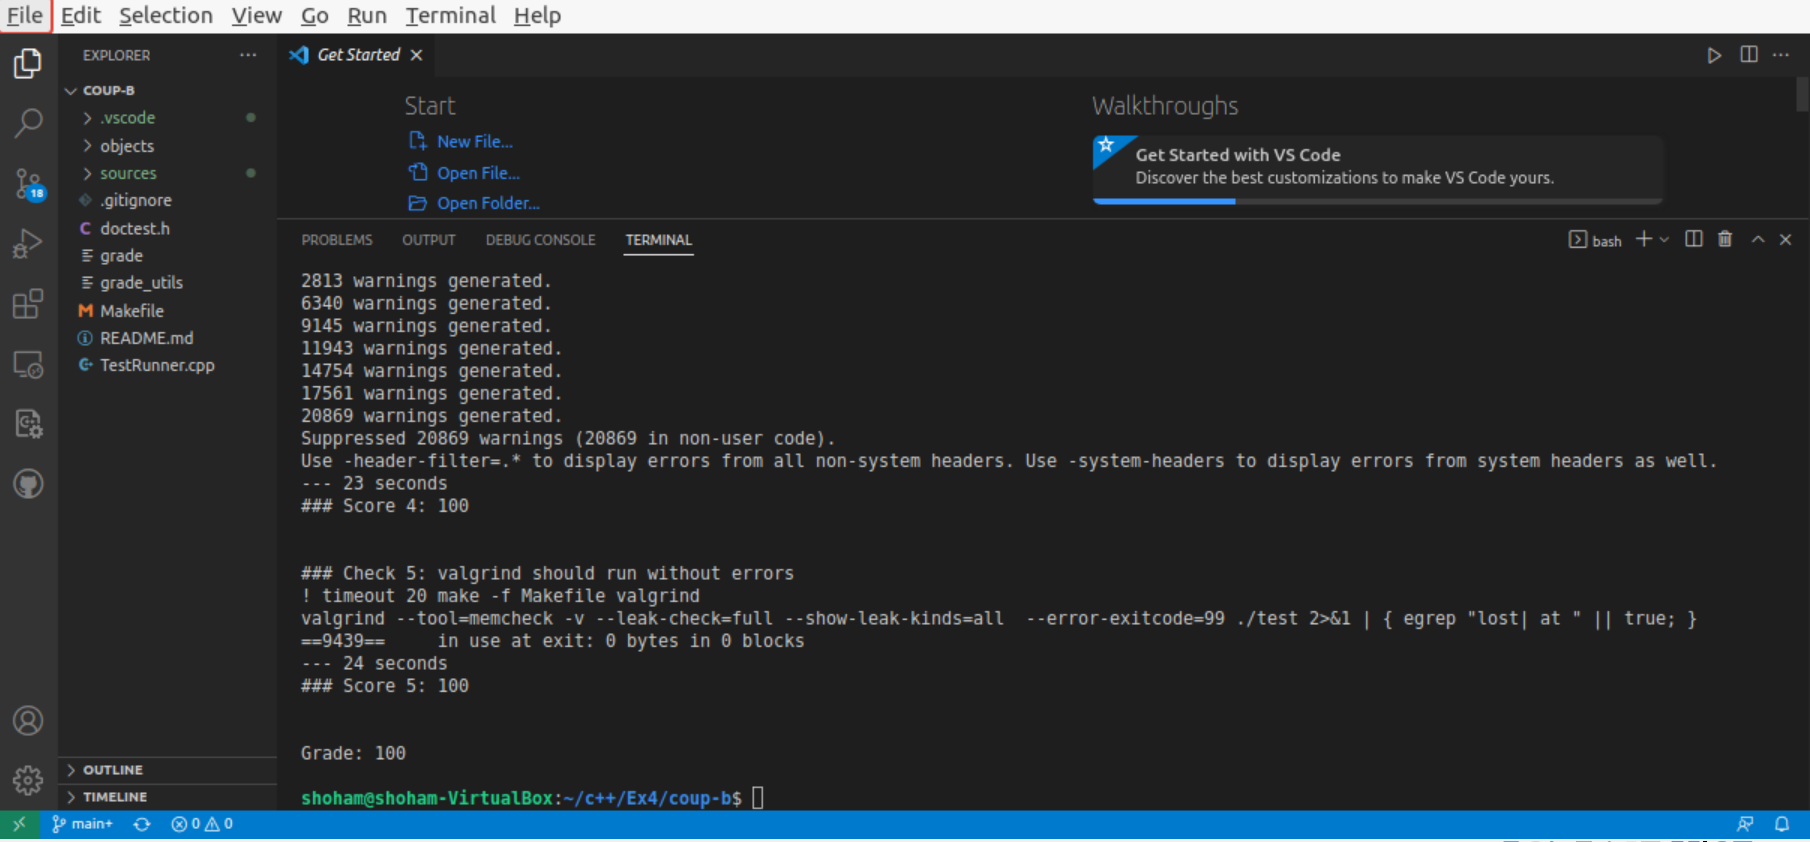 File Edit Selection View Go Run Terminal Help
EXPLORER ···
COUP-B
.vscode
objects
sources
.gitignore
doctest.h
grade
grade_utils
Makefile
README.md
TestRunner.cpp
OUTLINE
TIMELINE
18
Get Started
Start
New File...
Open File...
Open Folder...
Walkthroughs
Get Started with VS Code
Discover the best customizations to make VS Code yours.
PROBLEMS OUTPUT DEBUG CONSOLE TERMINAL
bash
2813 warnings generated.
6340 warnings generated.
9145 warnings generated.
11943 warnings generated.
14754 warnings generated.
17561 warnings generated.
20869 warnings generated.
Suppressed 20869 warnings (20869 in non-user code).
Use -header-filter=.* to display errors from all non-system headers. Use -system-headers to display errors from system headers as well.
--- 23 seconds
### Score 4: 100
### Check 5: valgrind should run without errors
! timeout 20 make -f Makefile valgrind
valgrind --tool=memcheck -v --leak-check=full --show-leak-kinds=all  --error-exitcode=99 ./test 2>&1 | { egrep "lost| at " || true; }
==9439==     in use at exit: 0 bytes in 0 blocks
--- 24 seconds
### Score 5: 100
Grade: 100
shoham@shoham-VirtualBox:~/c++/Ex4/coup-b$
main+ 0 0